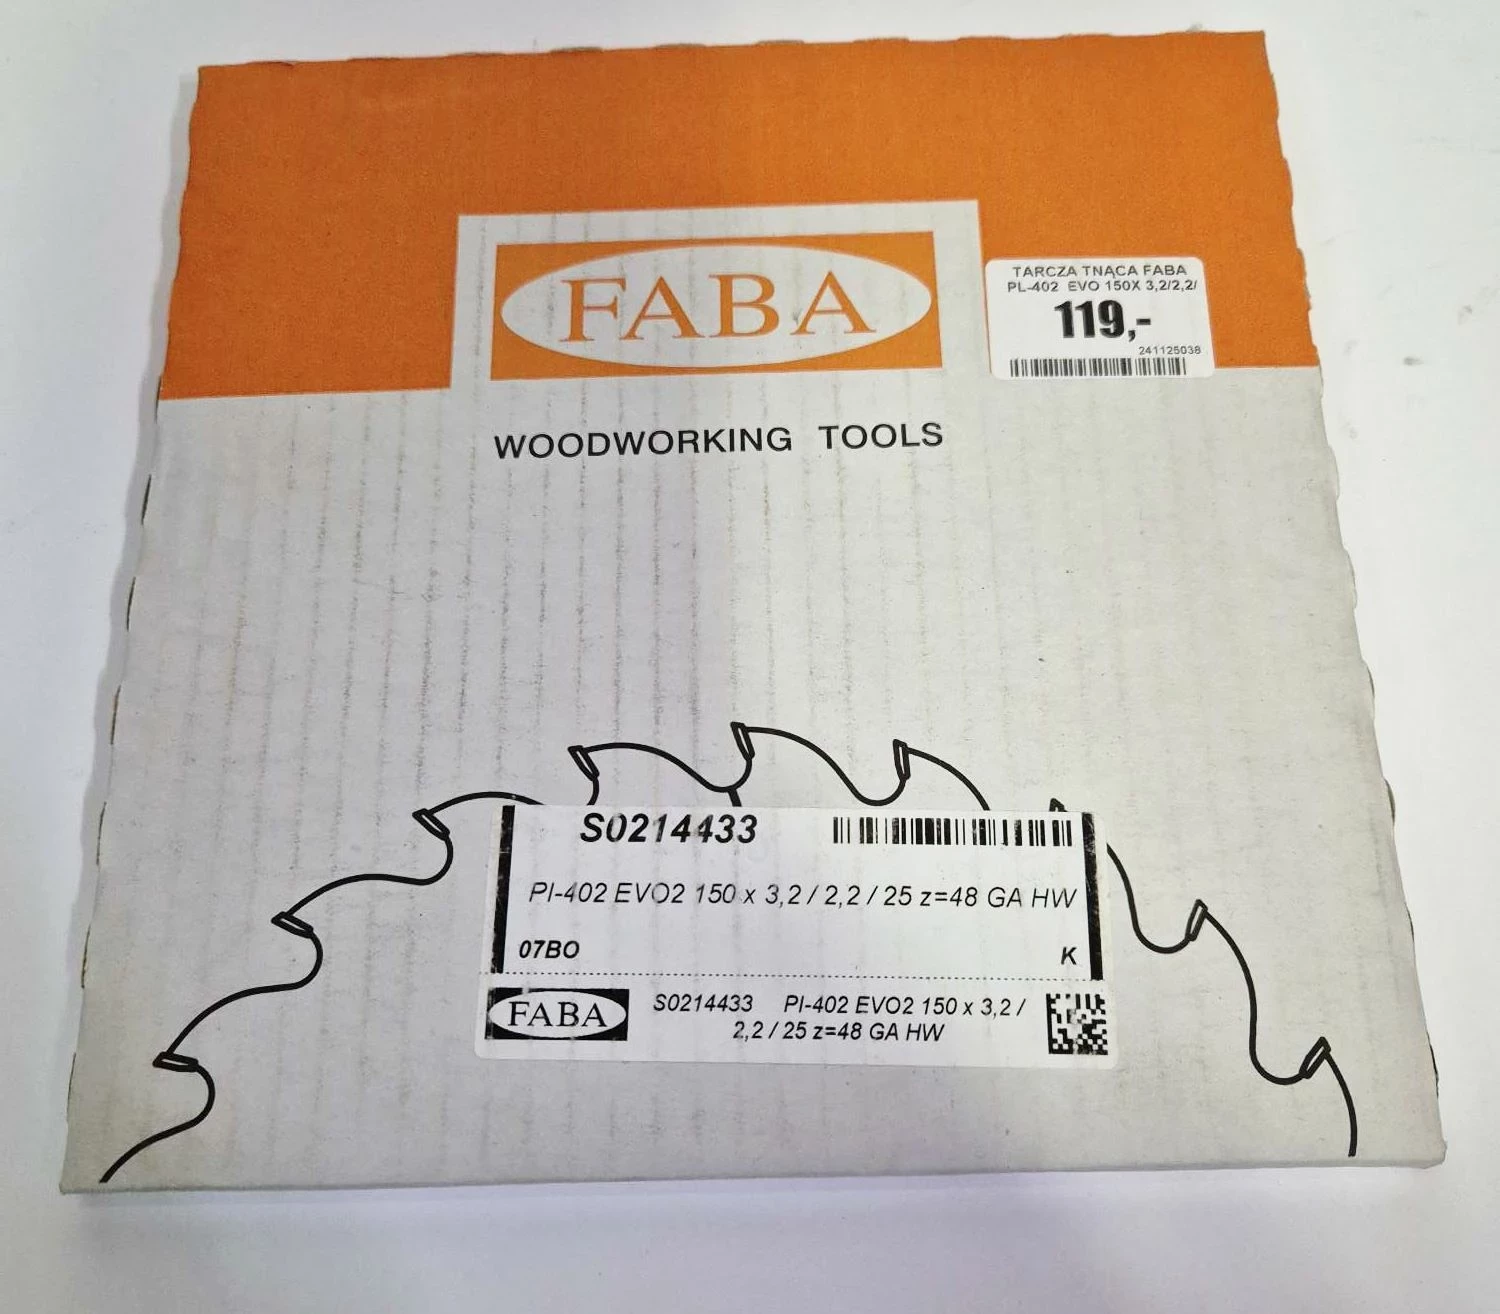 FABA
TARCZA TNĄCA FABA
PL-402 EVO 150X 3,2/2,2/
119,-
241125038
WOODWORKING TOOLS
S0214433
PI-402 EVO2 150 x 3,2 / 2,2 / 25 z=48 GA HW
07BO K
FABA
S0214433 PI-402 EVO2 150 x 3,2 /
2,2 / 25 z=48 GA HW